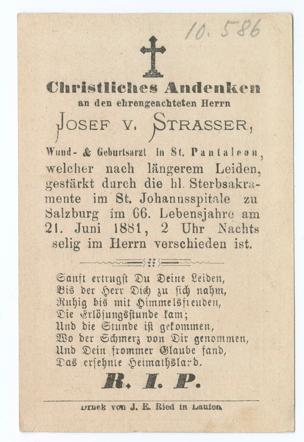 10.586
Christliches Andenken
an den ehrengeachteten Herrn
JOSEF V. STRASSER,
Wund- & Geburtsarzt in St. Pantaleon,
welcher nach längerem Leiden,
gestärkt durch die hl. Sterbsakra-
mente im St. Johannsspitale zu
Salzburg im 66. Lebensjahre am
21. Juni 1881, 2 Uhr Nachts
selig im Herrn verschieden ist.
Sanft ertrugst Du Deine Leiden,
Bis der Herr Dich zu sich nahm,
Ruhig bis mit Himmelsfreuden,
Die Erlösungsstunde kam;
Und die Stunde ist gekommen,
Wo der Schmerz von Dir genommen,
Und Dein frommer Glaube fand,
Das ersehnte Heimathsland.
R. I. P.
Druck von J. E. Ried in Laufen.